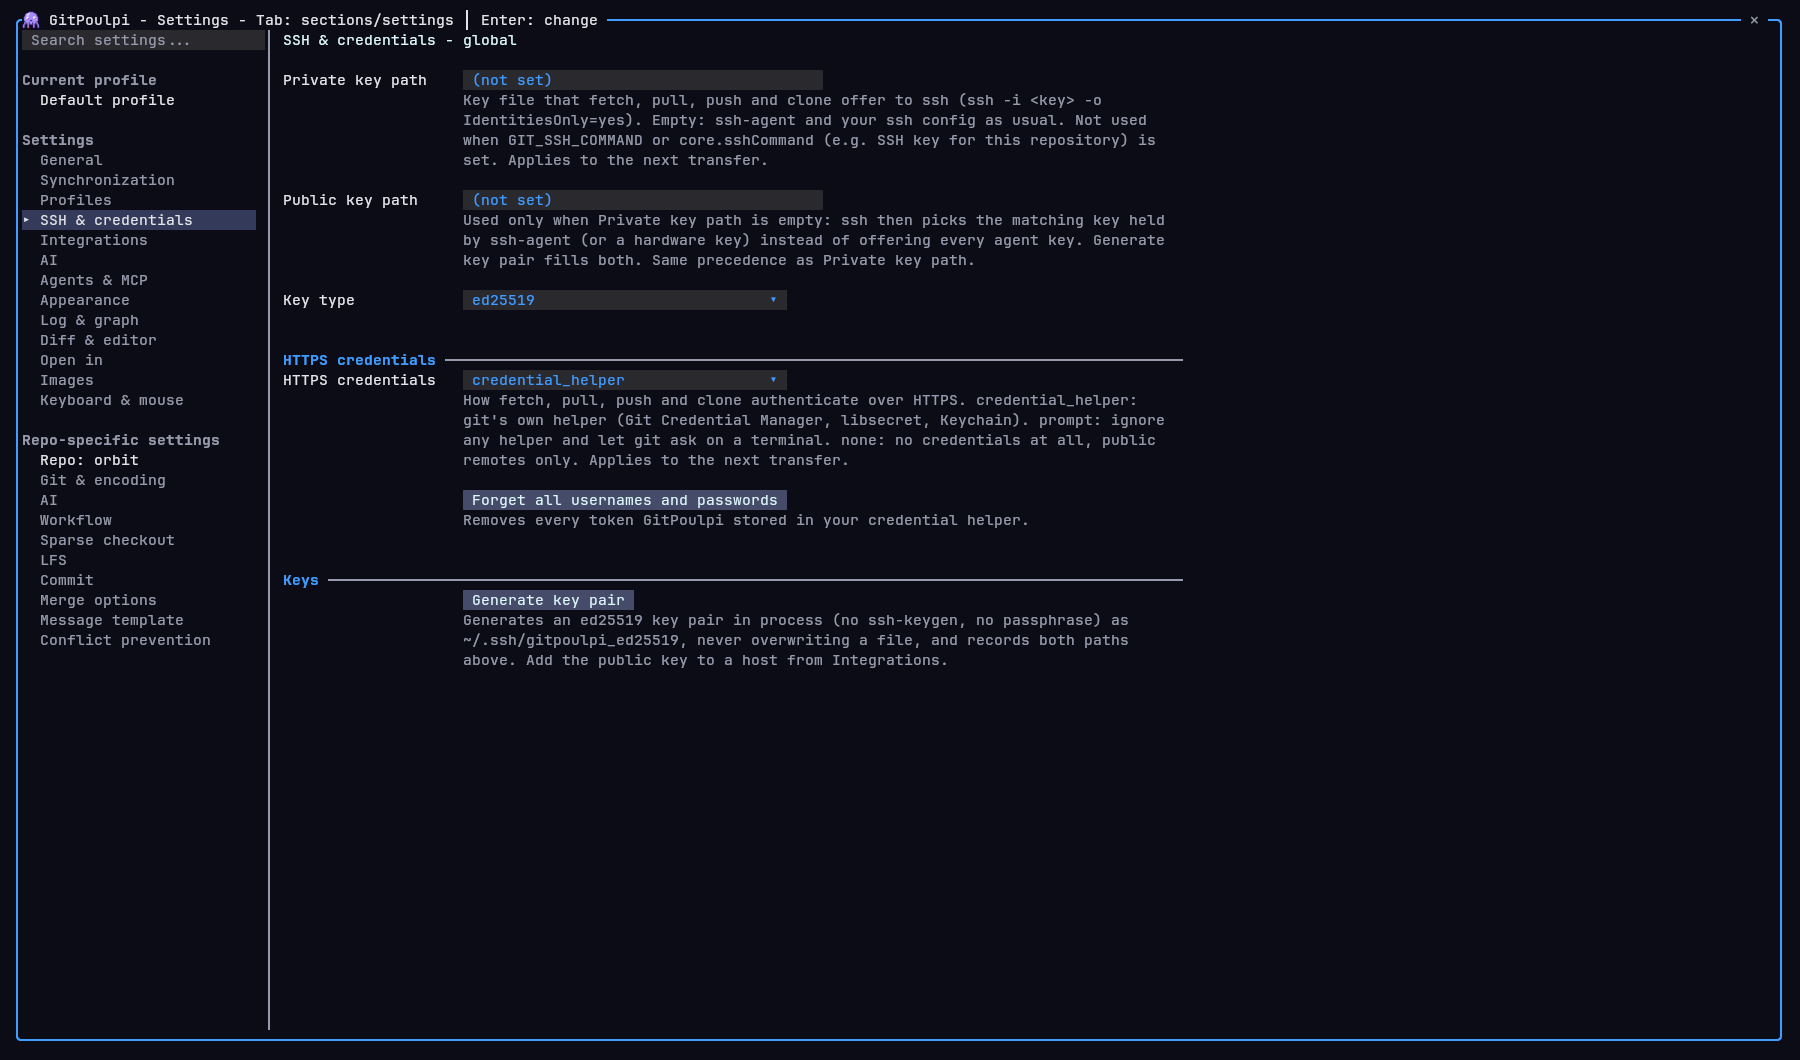 GitPoulpi - Settings - Tab: sections/settings │ Enter: change ×
Search settings...
Current profile
Default profile
Settings
General
Synchronization
Profiles
▸ SSH & credentials
Integrations
AI
Agents & MCP
Appearance
Log & graph
Diff & editor
Open in
Images
Keyboard & mouse
Repo-specific settings
Repo: orbit
Git & encoding
AI
Workflow
Sparse checkout
LFS
Commit
Merge options
Message template
Conflict prevention
SSH & credentials - global
Private key path (not set)
Key file that fetch, pull, push and clone offer to ssh (ssh -i <key> -o
IdentitiesOnly=yes). Empty: ssh-agent and your ssh config as usual. Not used
when GIT_SSH_COMMAND or core.sshCommand (e.g. SSH key for this repository) is
set. Applies to the next transfer.
Public key path (not set)
Used only when Private key path is empty: ssh then picks the matching key held
by ssh-agent (or a hardware key) instead of offering every agent key. Generate
key pair fills both. Same precedence as Private key path.
Key type ed25519 ▾
HTTPS credentials
HTTPS credentials credential_helper ▾
How fetch, pull, push and clone authenticate over HTTPS. credential_helper:
git's own helper (Git Credential Manager, libsecret, Keychain). prompt: ignore
any helper and let git ask on a terminal. none: no credentials at all, public
remotes only. Applies to the next transfer.
Forget all usernames and passwords
Removes every token GitPoulpi stored in your credential helper.
Keys
Generate key pair
Generates an ed25519 key pair in process (no ssh-keygen, no passphrase) as
~/.ssh/gitpoulpi_ed25519, never overwriting a file, and records both paths
above. Add the public key to a host from Integrations.